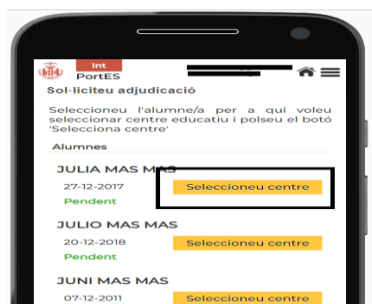 Int
PortES
Sol·liciteu adjudicació
Seleccioneu l'alumne/a per a qui voleu
seleccionar centre educatiu i polseu el botó
'Selecciona centre'
Alumnes
JULIA MAS MAS
27-12-2017
Seleccioneu centre
Pendent
JULIO MAS MAS
20-12-2018
Seleccioneu centre
Pendent
JUNI MAS MAS
07-12-2011
Seleccioneu centre